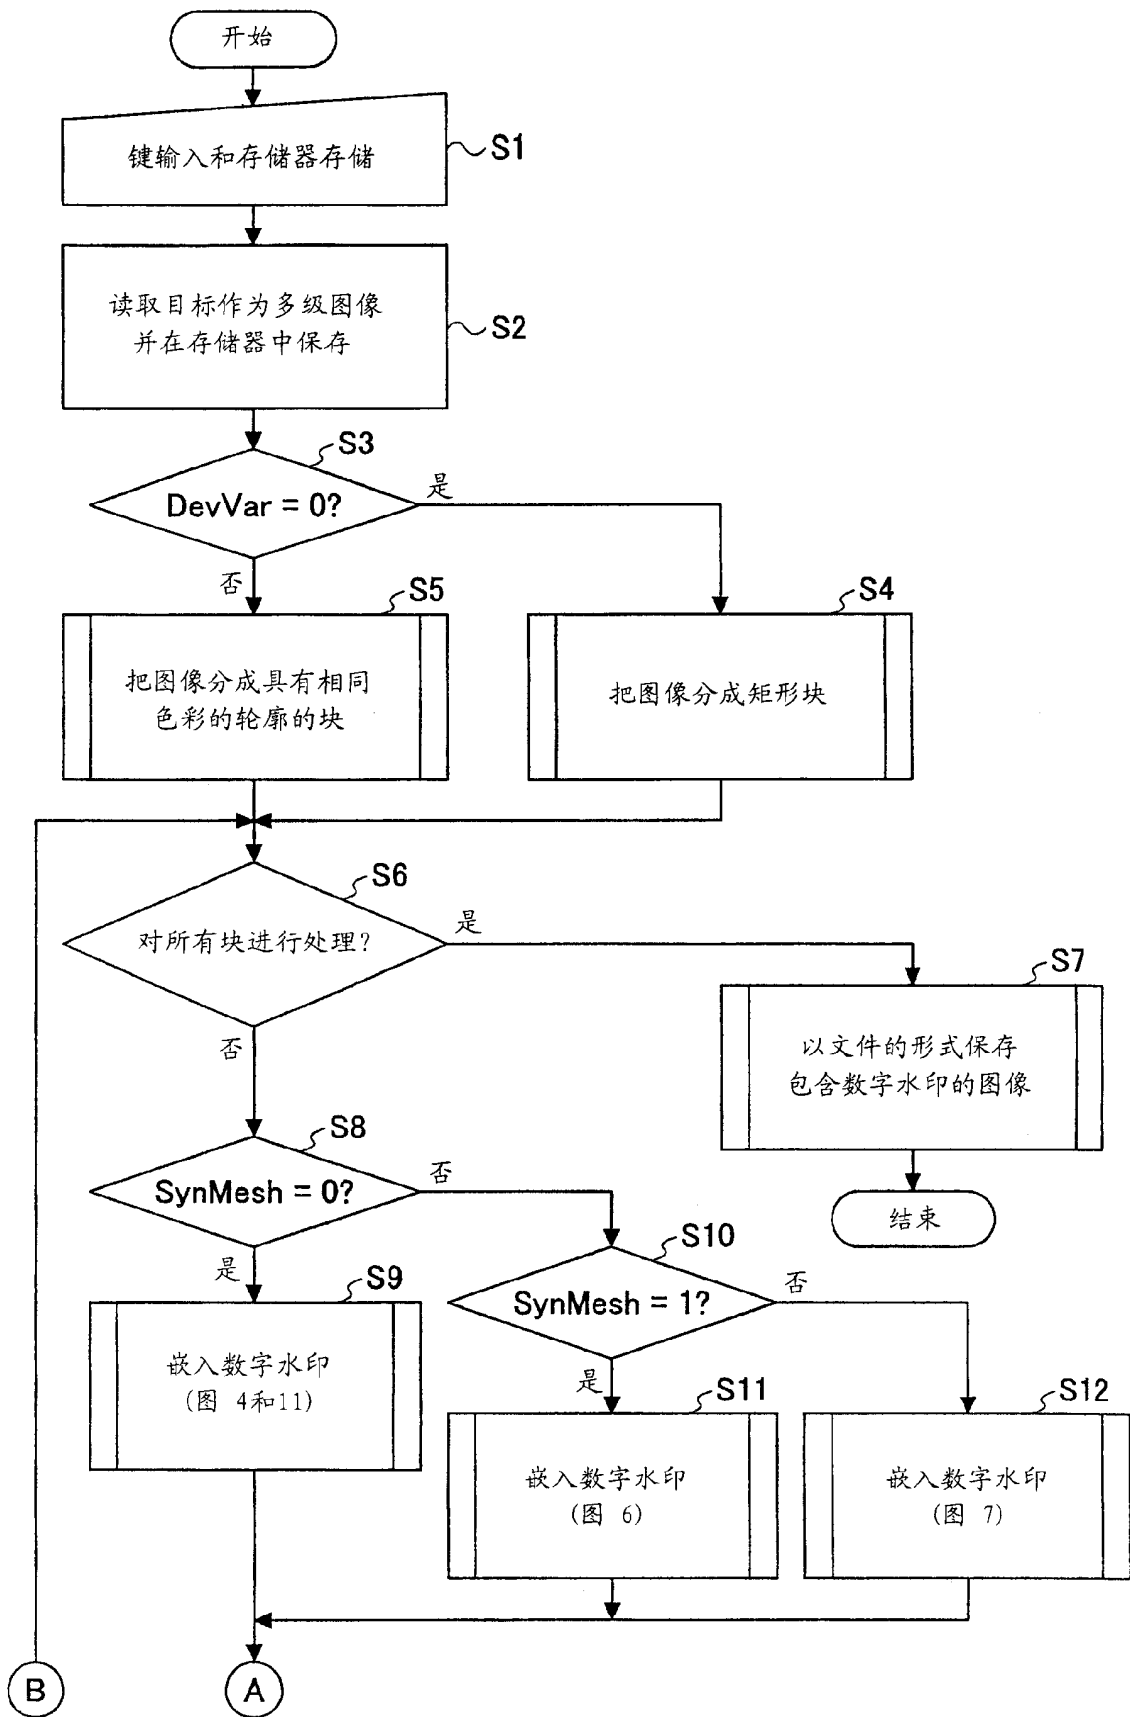 开始
键输入和存储器存储
S1
读取目标作为多级图像
并在存储器中保存
S2
S3
DevVar = 0?
是
否
S5
把图像分成具有相同
色彩的轮廓的块
S4
把图像分成矩形块
S6
对所有块进行处理?
是
否
S7
以文件的形式保存
包含数字水印的图像
结束
S8
SynMesh = 0?
否
是
S9
嵌入数字水印
(图 4和11)
S10
SynMesh = 1?
否
是
S11
嵌入数字水印
(图 6)
S12
嵌入数字水印
(图 7)
B
A